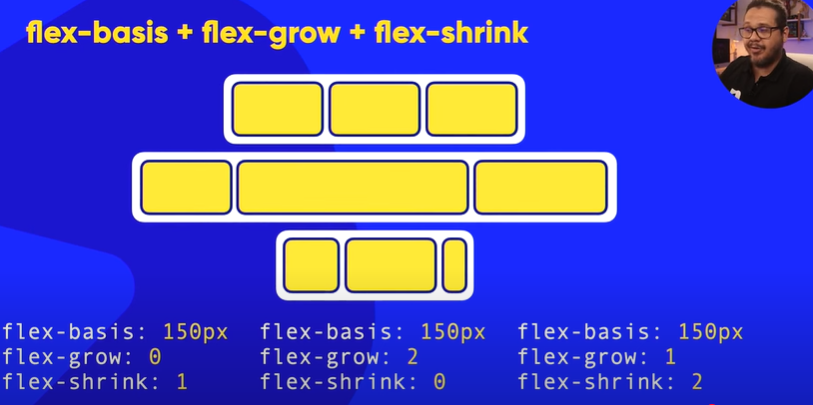 flex-basis + flex-grow + flex-shrink
flex-basis: 150px flex-basis: 150px flex-basis: 150px
flex-grow: 0 flex-grow: 2 flex-grow: 1
flex-shrink: 1 flex-shrink: 0 flex-shrink: 2